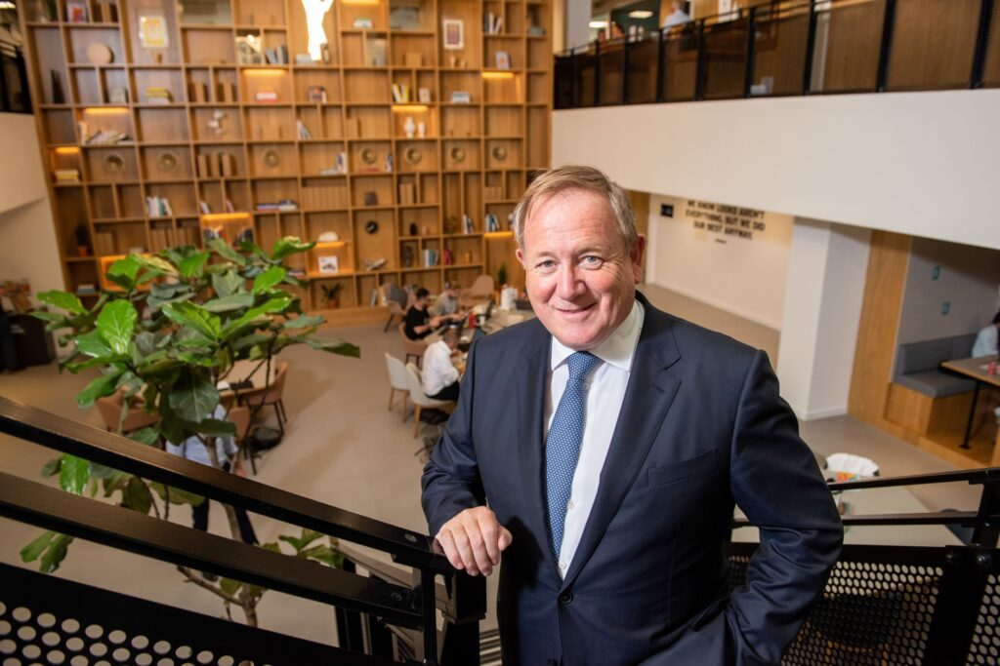 WE KNOW LOOKS AREN'T
EVERYTHING, BUT WE DID
OUR BEST ANYWAY.